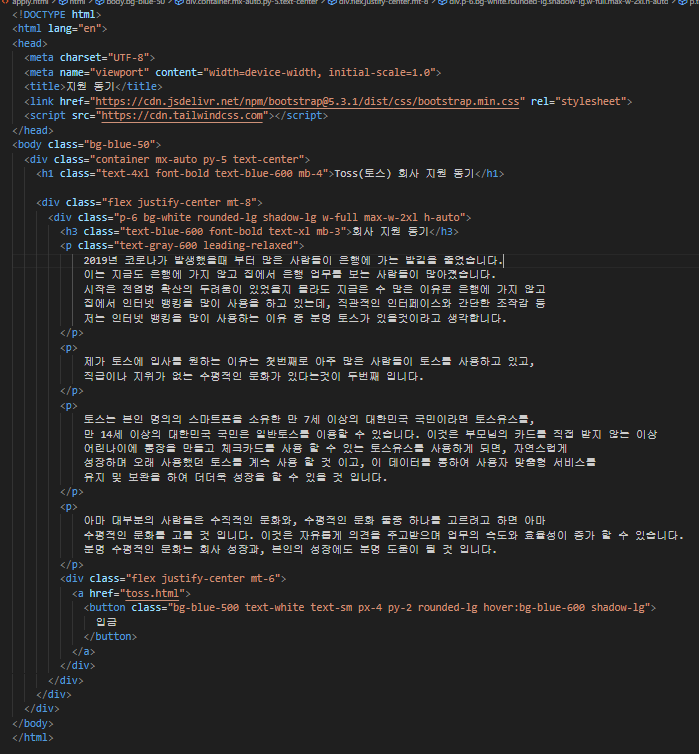 apply.html > html > body.bg-blue-50 > div.container.mx-auto.py-5.text-center > div.flex.justify-center.mt-8 > div.p-6.bg-white.rounded-lg.shadow-lg.w-full.max-w-2xl.h-auto > p.t
<!DOCTYPE html>
<html lang="en">
<head>
<meta charset="UTF-8">
<meta name="viewport" content="width=device-width, initial-scale=1.0">
<title>지원 동기</title>
<link href="https://cdn.jsdelivr.net/npm/bootstrap@5.3.1/dist/css/bootstrap.min.css" rel="stylesheet">
<script src="https://cdn.tailwindcss.com"></script>
</head>
<body class="bg-blue-50">
<div class="container mx-auto py-5 text-center">
<h1 class="text-4xl font-bold text-blue-600 mb-4">Toss(토스) 회사 지원 동기</h1>
<div class="flex justify-center mt-8">
<div class="p-6 bg-white rounded-lg shadow-lg w-full max-w-2xl h-auto">
<h3 class="text-blue-600 font-bold text-xl mb-3">회사 지원 동기</h3>
<p class="text-gray-600 leading-relaxed">
2019년 코로나가 발생했을때 부터 많은 사람들이 은행에 가는 발길을 줄었습니다.
이는 지금도 은행에 가지 않고 집에서 은행 업무를 보는 사람들이 많아졌습니다.
시작은 전염병 확산의 두려움이 있었을지 몰라도 지금은 수 많은 이유로 은행에 가지 않고
집에서 인터넷 뱅킹을 많이 사용을 하고 있는데, 직관적인 인터페이스와 간단한 조작감 등
저는 인터넷 뱅킹을 많이 사용하는 이유 중 분명 토스가 있을것이라고 생각합니다.
</p>
<p>
제가 토스에 입사를 원하는 이유는 첫번째로 아주 많은 사람들이 토스를 사용하고 있고,
직급이나 지위가 없는 수평적인 문화가 있다는것이 두번째 입니다.
</p>
<p>
토스는 본인 명의의 스마트폰을 소유한 만 7세 이상의 대한민국 국민이라면 토스유스를,
만 14세 이상의 대한민국 국민은 일반토스를 이용할 수 있습니다. 이것은 부모님의 카드를 직접 받지 않는 이상
어린나이에 통장을 만들고 체크카드를 사용 할 수 있는 토스유스를 사용하게 되면, 자연스럽게
성장하며 오래 사용했던 토스를 계속 사용 할 것 이고, 이 데이터를 통하여 사용자 맞춤형 서비스를
유지 및 보완을 하여 더더욱 성장을 할 수 있을 것 입니다.
</p>
<p>
아마 대부분의 사람들은 수직적인 문화와, 수평적인 문화 둘중 하나를 고르려고 하면 아마
수평적인 문화를 고를 것 입니다. 이것은 자유롭게 의견을 주고받으며 업무의 속도와 효율성이 증가 할 수 있습니다.
분명 수평적인 문화는 회사 성장과, 본인의 성장에도 분명 도움이 될 것 입니다.
</p>
<div class="flex justify-center mt-6">
<a href="toss.html">
<button class="bg-blue-500 text-white text-sm px-4 py-2 rounded-lg hover:bg-blue-600 shadow-lg">
입금
</button>
</a>
</div>
</div>
</div>
</div>
</body>
</html>